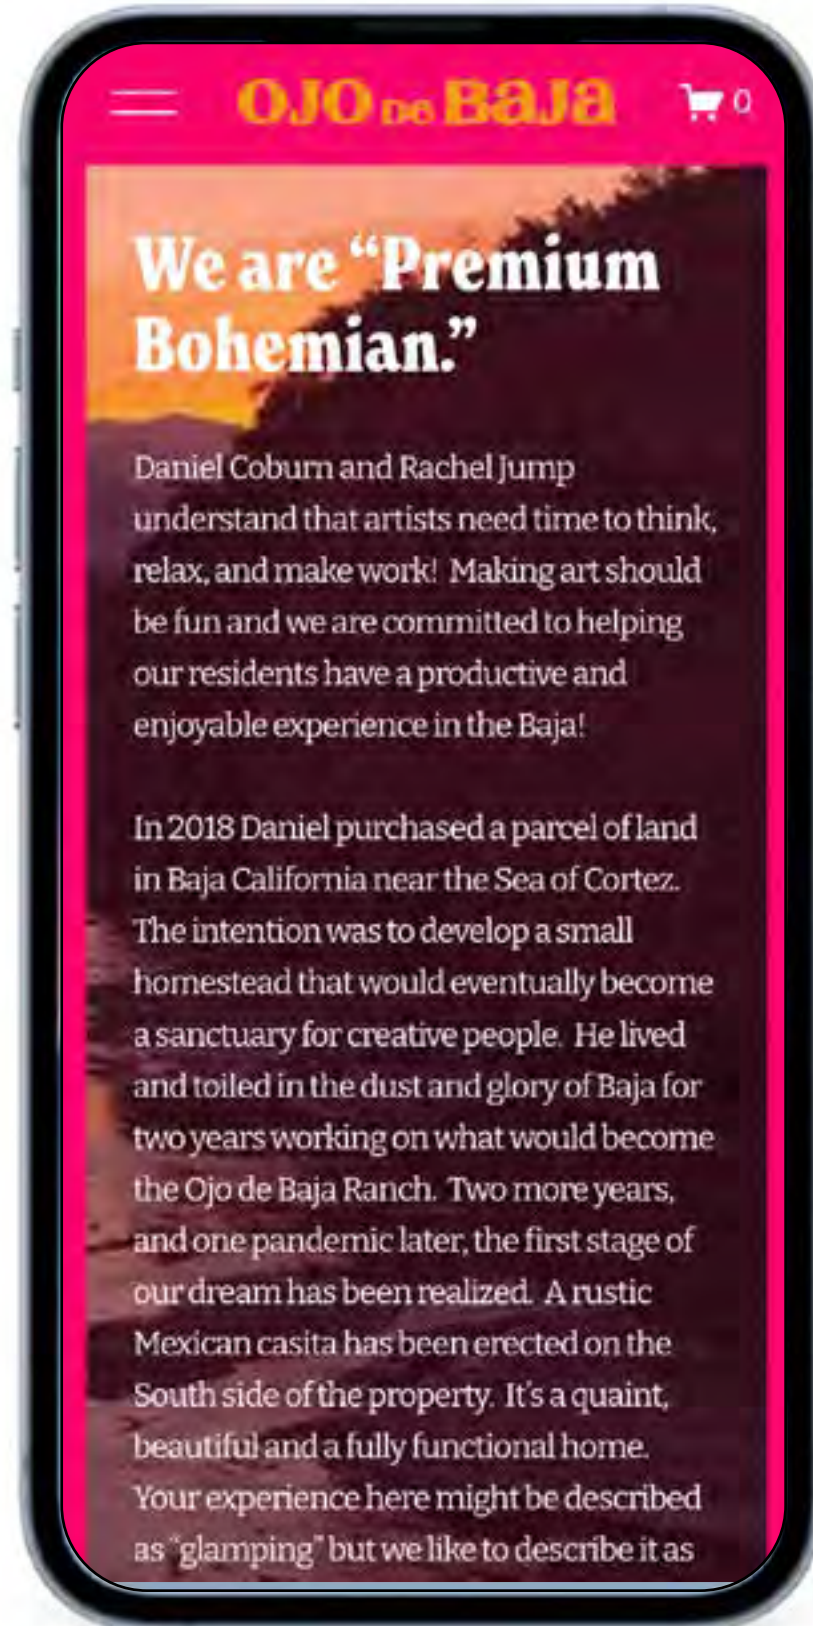 OJO De BaJa
0
We are “Premium
Bohemian.”
Daniel Coburn and Rachel Jump
understand that artists need time to think,
relax, and make work! Making art should
be fun and we are committed to helping
our residents have a productive and
enjoyable experience in the Baja!
In 2018 Daniel purchased a parcel of land
in Baja California near the Sea of Cortez.
The intention was to develop a small
homestead that would eventually become
a sanctuary for creative people. He lived
and toiled in the dust and glory of Baja for
two years working on what would become
the Ojo de Baja Ranch. Two more years,
and one pandemic later, the first stage of
our dream has been realized. A rustic
Mexican casita has been erected on the
South side of the property. It’s a quaint,
beautiful and a fully functional home.
Your experience here might be described
as “glamping” but we like to describe it as